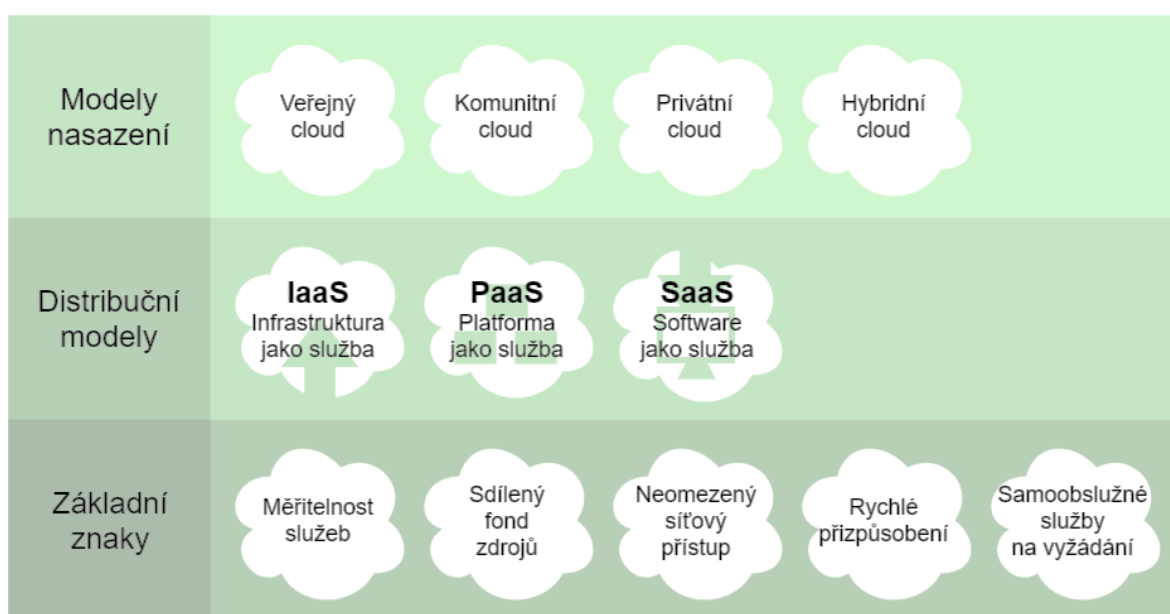 Modely
nasazení
Veřejný
cloud
Komunitní
cloud
Privátní
cloud
Hybridní
cloud
Distribuční
modely
IaaS
Infrastruktura
jako služba
PaaS
Platforma
jako služba
SaaS
Software
jako služba
Základní
znaky
Měřitelnost
služeb
Sdílený
fond
zdrojů
Neomezený
síťový
přístup
Rychlé
přizpůsobení
Samoobslužné
služby
na vyžádání